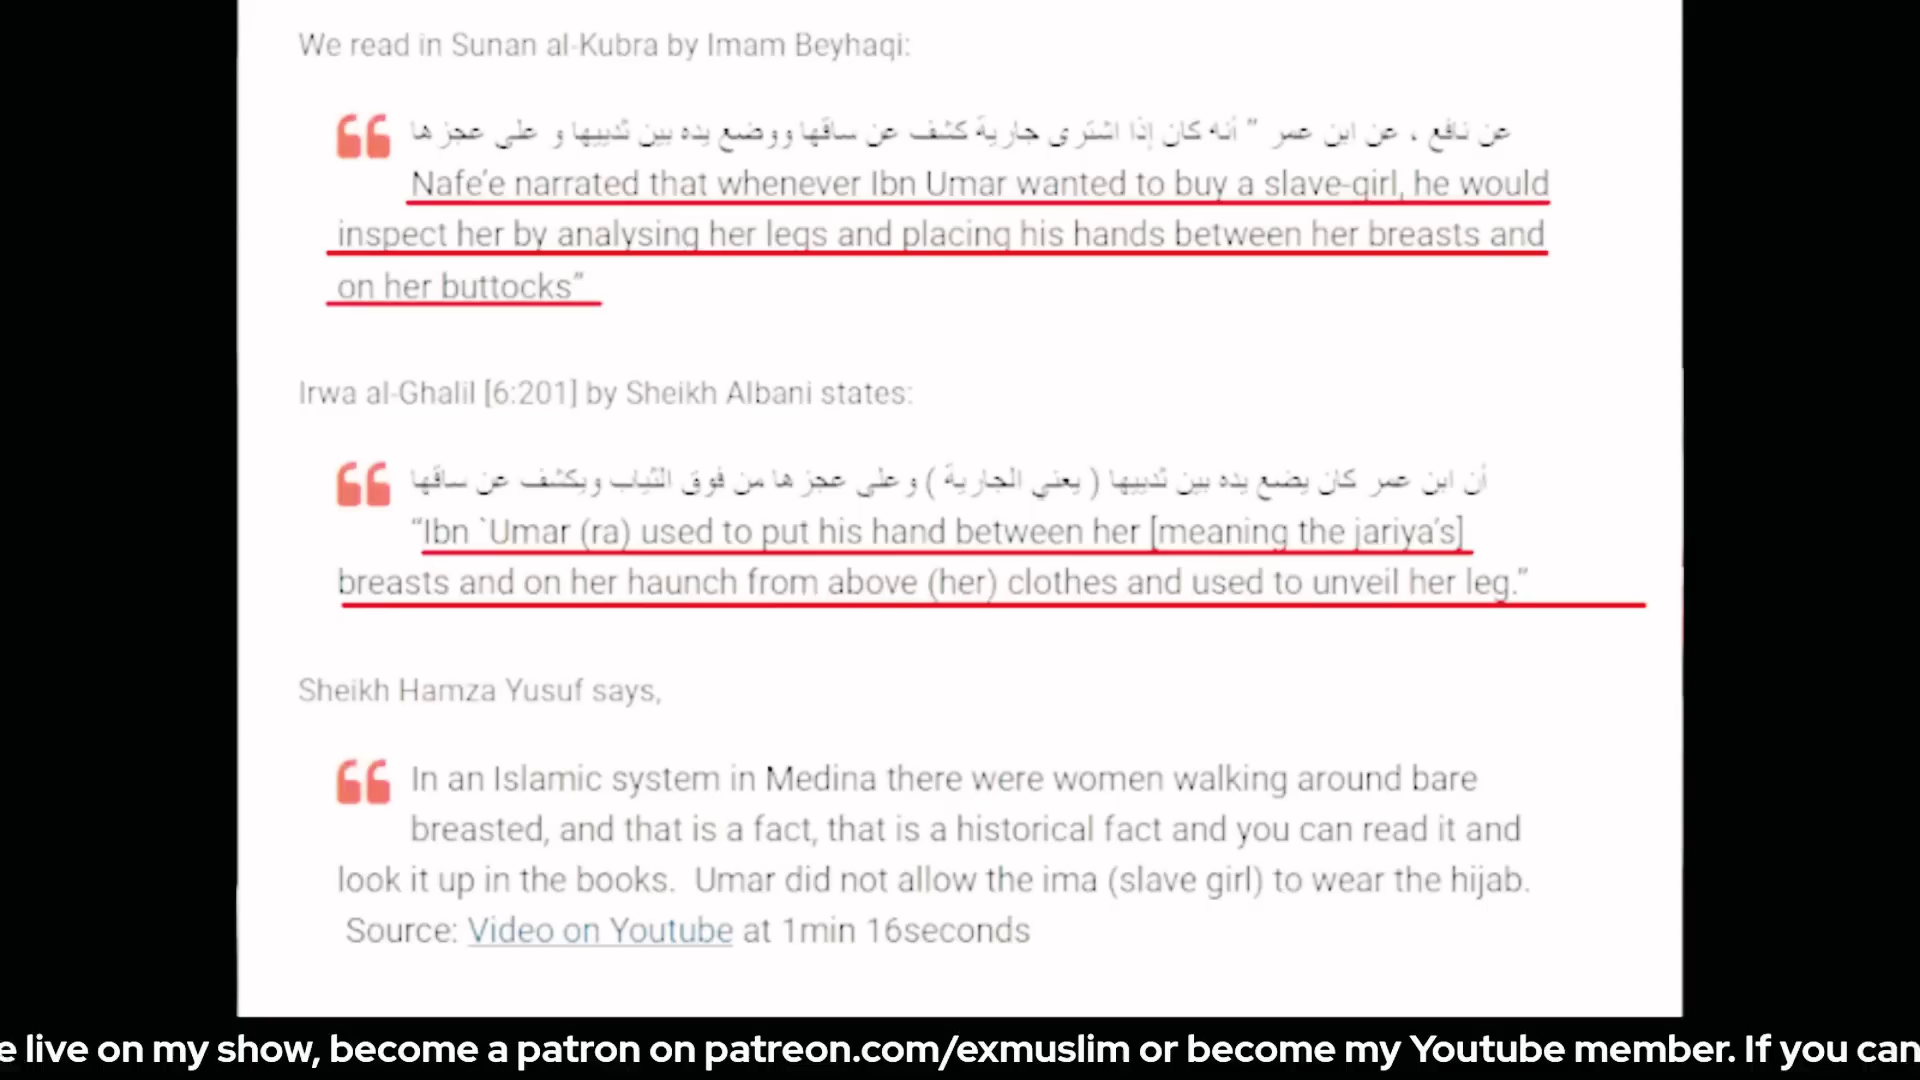 We read in Sunan al-Kubra by Imam Beyhaqi:
عن نافع ، عن ابن عمر ” أنه كان إذا اشترى جارية كشف عن ساقها ووضع يده بين ثدييها و على عجزها
Nafe’e narrated that whenever Ibn Umar wanted to buy a slave-girl, he would
inspect her by analysing her legs and placing his hands between her breasts and
on her buttocks”
Irwa al-Ghalil [6:201] by Sheikh Albani states:
أن ابن عمر كان يضع يده بين ثدييها ( يعني الجارية ) وعلى عجزها من فوق الثياب ويكشف عن ساقها
“Ibn `Umar (ra) used to put his hand between her [meaning the jariya’s]
breasts and on her haunch from above (her) clothes and used to unveil her leg.”
Sheikh Hamza Yusuf says,
In an Islamic system in Medina there were women walking around bare
breasted, and that is a fact, that is a historical fact and you can read it and
look it up in the books. Umar did not allow the ima (slave girl) to wear the hijab.
Source: Video on Youtube at 1min 16seconds
e live on my show, become a patron on patreon.com/exmuslim or become my Youtube member. If you can